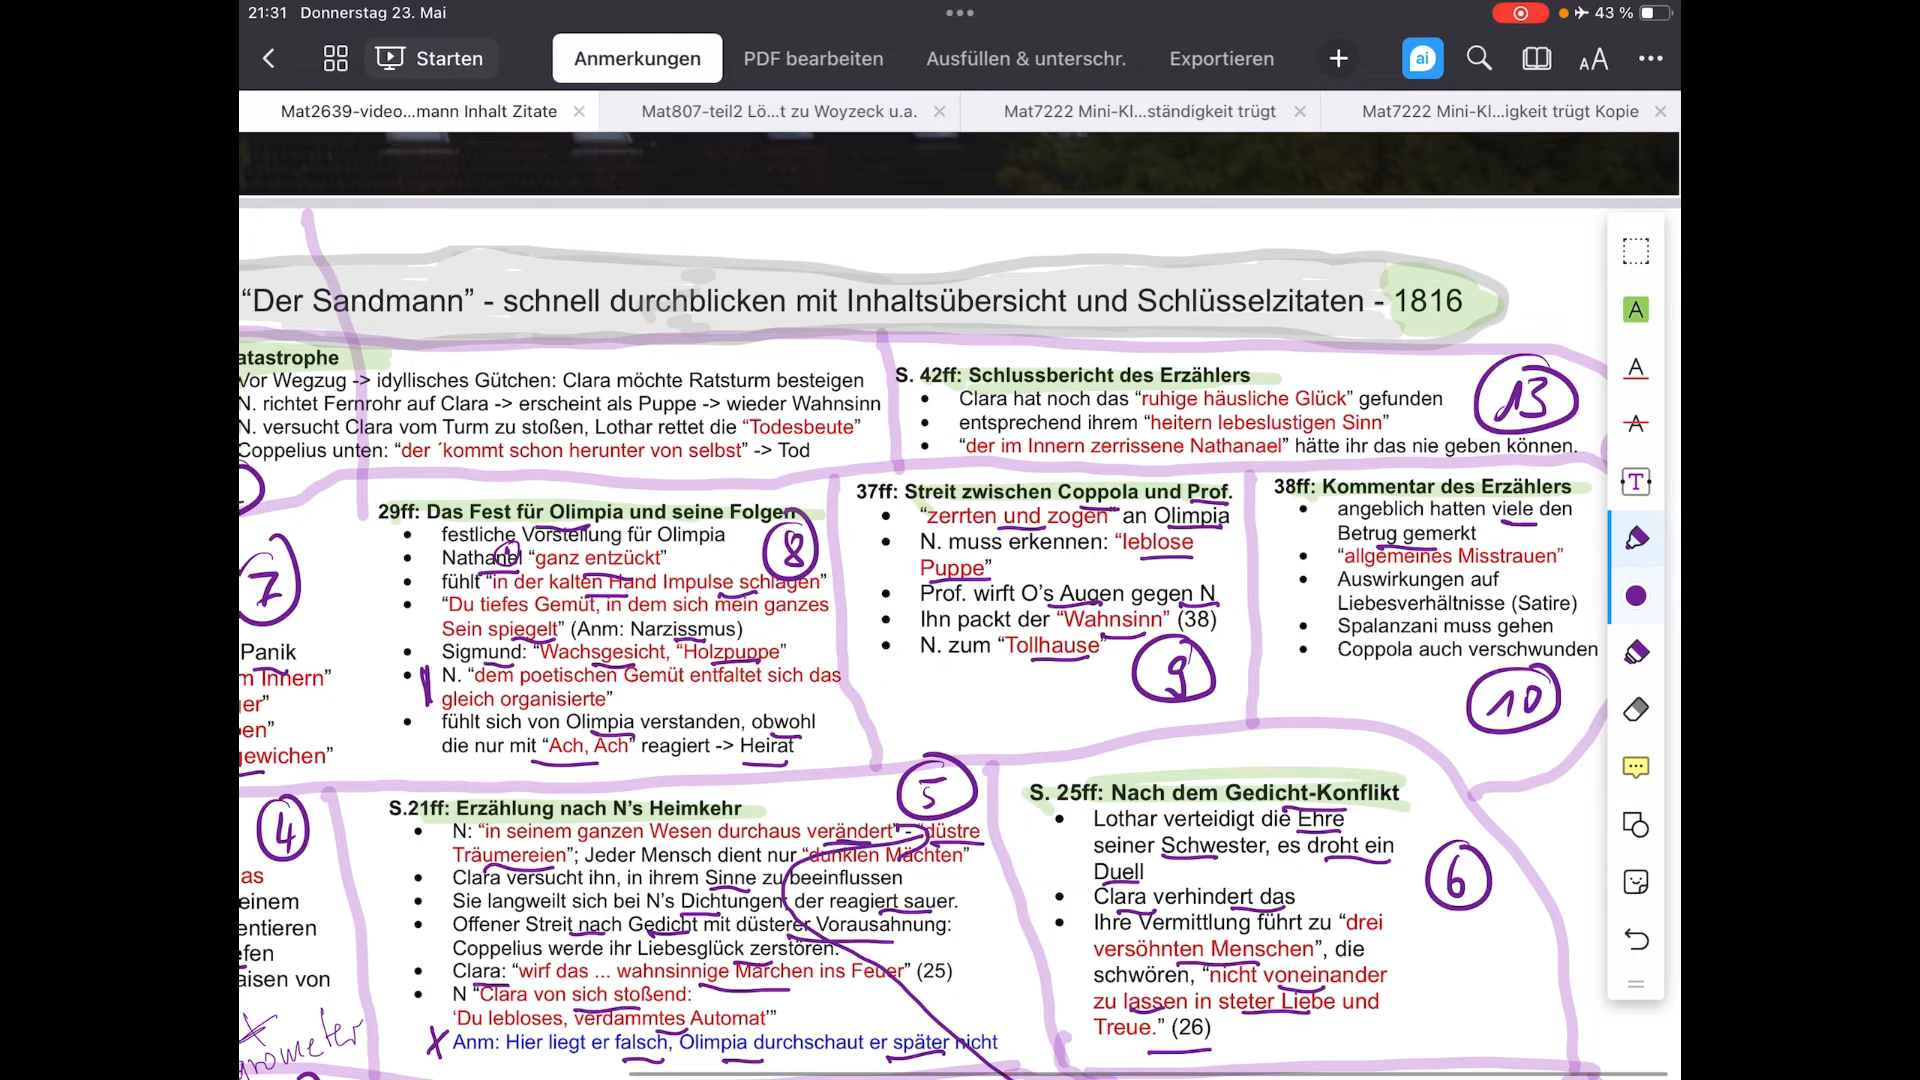 21:31 Donnerstag 23. Mai
43 %
Starten
Anmerkungen
PDF bearbeiten
Ausfüllen & unterschr.
Exportieren
ai
AA
Mat2639-video...mann Inhalt Zitate
Mat807-teil2 Lö...t zu Woyzeck u.a.
Mat7222 Mini-Kl...ständigkeit trügt
Mat7222 Mini-Kl...igkeit trügt Kopie
“Der Sandmann” - schnell durchblicken mit Inhaltsübersicht und Schlüsselzitaten - 1816
atastrophe
Vor Wegzug -> idyllisches Gütchen: Clara möchte Ratsturm besteigen
N. richtet Fernrohr auf Clara -> erscheint als Puppe -> wieder Wahnsinn
N. versucht Clara vom Turm zu stoßen, Lothar rettet die “Todesbeute”
Coppelius unten: “der ´kommt schon herunter von selbst” -> Tod
S. 42ff: Schlussbericht des Erzählers
Clara hat noch das “ruhige häusliche Glück” gefunden
entsprechend ihrem “heitern lebeslustigen Sinn”
“der im Innern zerrissene Nathanael” hätte ihr das nie geben können.
13
7
Panik
m Innern”
ger”
pen”
gewichen”
29ff: Das Fest für Olimpia und seine Folgen
festliche Vorstellung für Olimpia
Nathanel “ganz entzückt”
fühlt “in der kalten Hand Impulse schlagen”
“Du tiefes Gemüt, in dem sich mein ganzes
Sein spiegelt” (Anm: Narzissmus)
Sigmund: “Wachsgesicht, “Holzpuppe”
N. “dem poetischen Gemüt entfaltet sich das
gleich organisierte”
fühlt sich von Olimpia verstanden, obwohl
die nur mit “Ach, Ach” reagiert -> Heirat
8
37ff: Streit zwischen Coppola und Prof.
“zerrten und zogen” an Olimpia
N. muss erkennen: “leblose
Puppe”
Prof. wirft O’s Augen gegen N
Ihn packt der “Wahnsinn” (38)
N. zum “Tollhause”
9
38ff: Kommentar des Erzählers
angeblich hatten viele den
Betrug gemerkt
“allgemeines Misstrauen”
Auswirkungen auf
Liebesverhältnisse (Satire)
Spalanzani muss gehen
Coppola auch verschwunden
10
4
as
einem
entieren
efen
aisen von
S.21ff: Erzählung nach N’s Heimkehr
N: “in seinem ganzen Wesen durchaus verändert” - “düstre
Träumereien”; Jeder Mensch dient nur “dunklen Mächten”
Clara versucht ihn, in ihrem Sinne zu beeinflussen
Sie langweilt sich bei N’s Dichtungen, der reagiert sauer.
Offener Streit nach Gedicht mit düsterer Vorausahnung:
Coppelius werde ihr Liebesglück zerstören.
Clara: “wirf das ... wahnsinnige Märchen ins Feuer” (25)
N “Clara von sich stoßend:
‘Du lebloses, verdammtes Automat’”
Anm: Hier liegt er falsch, Olimpia durchschaut er später nicht
5
S. 25ff: Nach dem Gedicht-Konflikt
Lothar verteidigt die Ehre
seiner Schwester, es droht ein
Duell
Clara verhindert das
Ihre Vermittlung führt zu “drei
versöhnten Menschen”, die
schwören, “nicht voneinander
zu lassen in steter Liebe und
Treue.” (26)
6